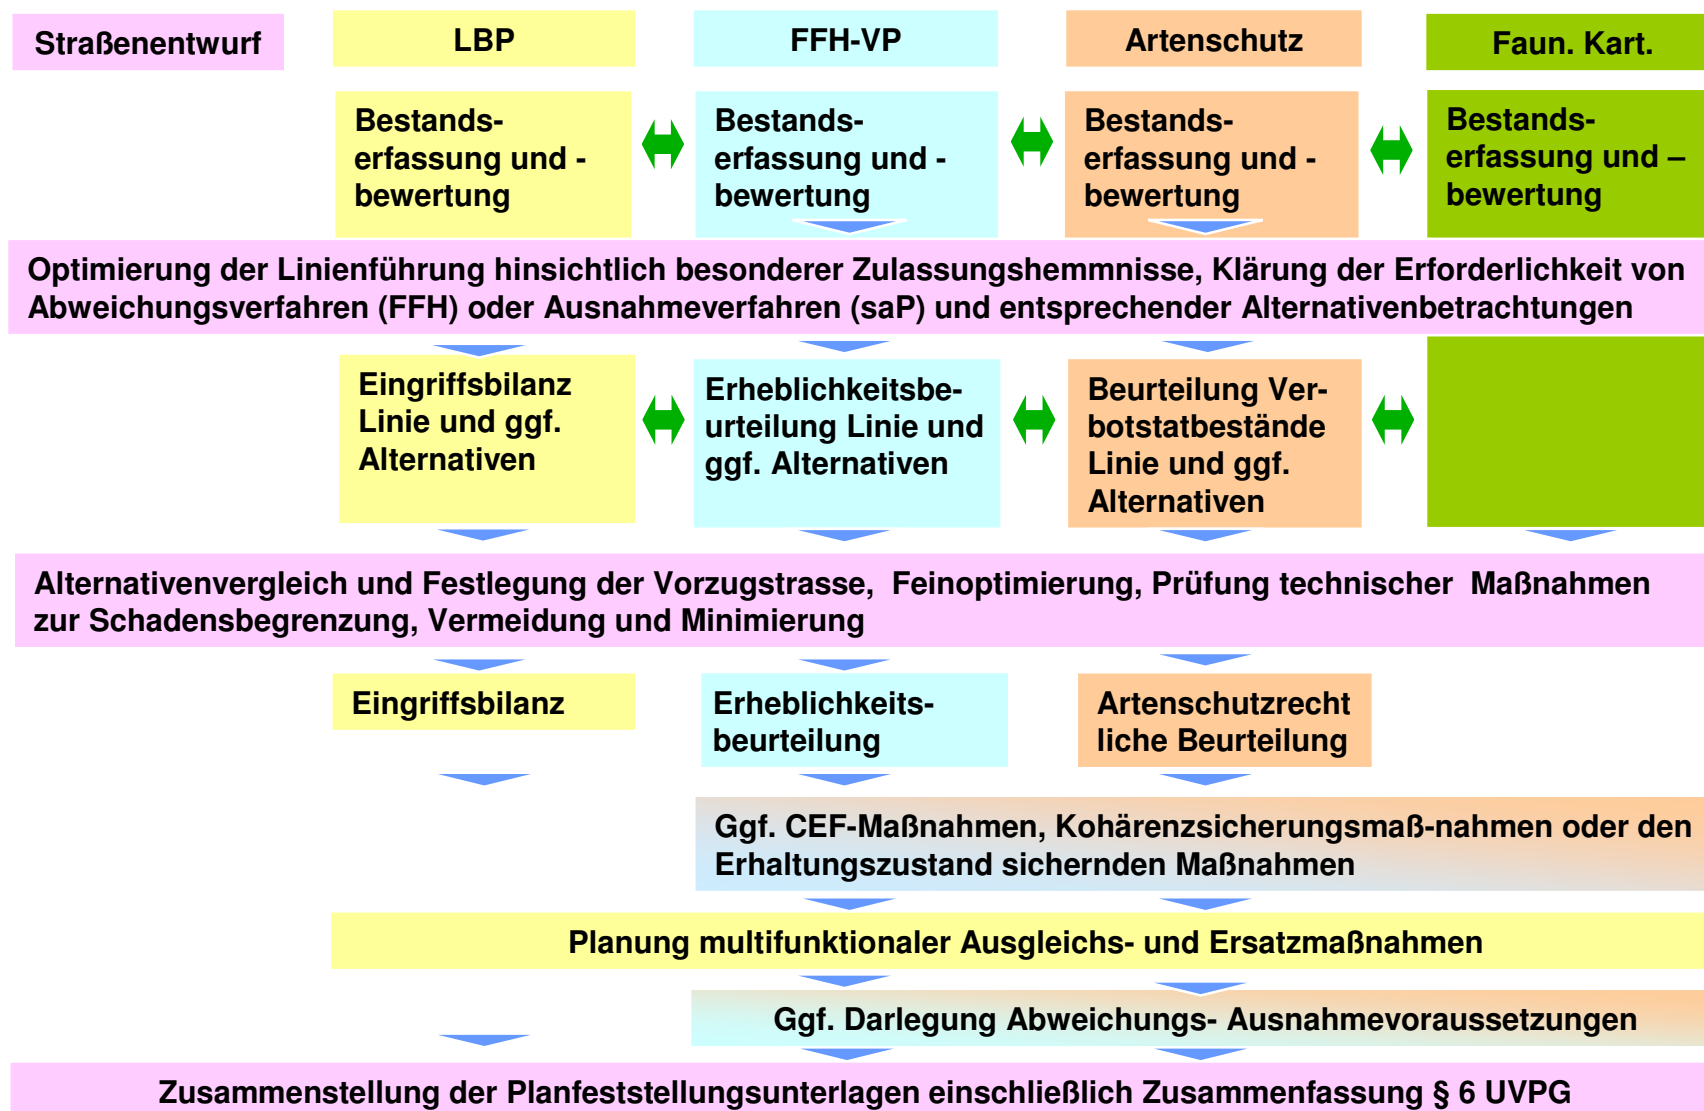 Straßenentwurf
LBP
FFH-VP
Artenschutz
Faun. Kart.
Bestands-
erfassung und -
bewertung
Bestands-
erfassung und -
bewertung
Bestands-
erfassung und -
bewertung
Bestands-
erfassung und –
bewertung
Optimierung der Linienführung hinsichtlich besonderer Zulassungshemmnisse, Klärung der Erforderlichkeit von
Abweichungsverfahren (FFH) oder Ausnahmeverfahren (saP) und entsprechender Alternativenbetrachtungen
Eingriffsbilanz
Linie und ggf.
Alternativen
Erheblichkeitsbe-
urteilung Linie und
ggf. Alternativen
Beurteilung Ver-
botstatbestände
Linie und ggf.
Alternativen
Alternativenvergleich und Festlegung der Vorzugstrasse, Feinoptimierung, Prüfung technischer Maßnahmen
zur Schadensbegrenzung, Vermeidung und Minimierung
Eingriffsbilanz
Erheblichkeits-
beurteilung
Artenschutzrecht
liche Beurteilung
Ggf. CEF-Maßnahmen, Kohärenzsicherungsmaß-nahmen oder den
Erhaltungszustand sichernden Maßnahmen
Planung multifunktionaler Ausgleichs- und Ersatzmaßnahmen
Ggf. Darlegung Abweichungs- Ausnahmevoraussetzungen
Zusammenstellung der Planfeststellungsunterlagen einschließlich Zusammenfassung § 6 UVPG